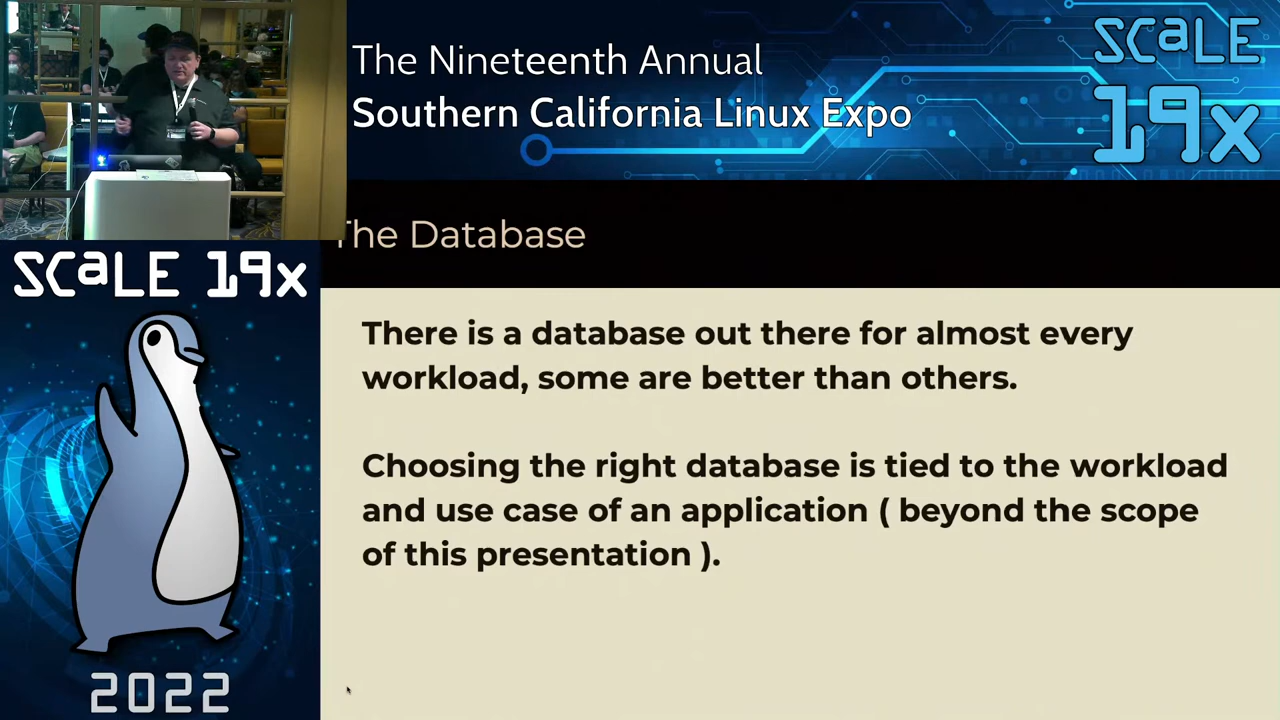 The Nineteenth Annual
Southern California Linux Expo
SCaLE
19x
The Database
SCaLE 19x
2022
There is a database out there for almost every
workload, some are better than others.
Choosing the right database is tied to the workload
and use case of an application ( beyond the scope
of this presentation ).